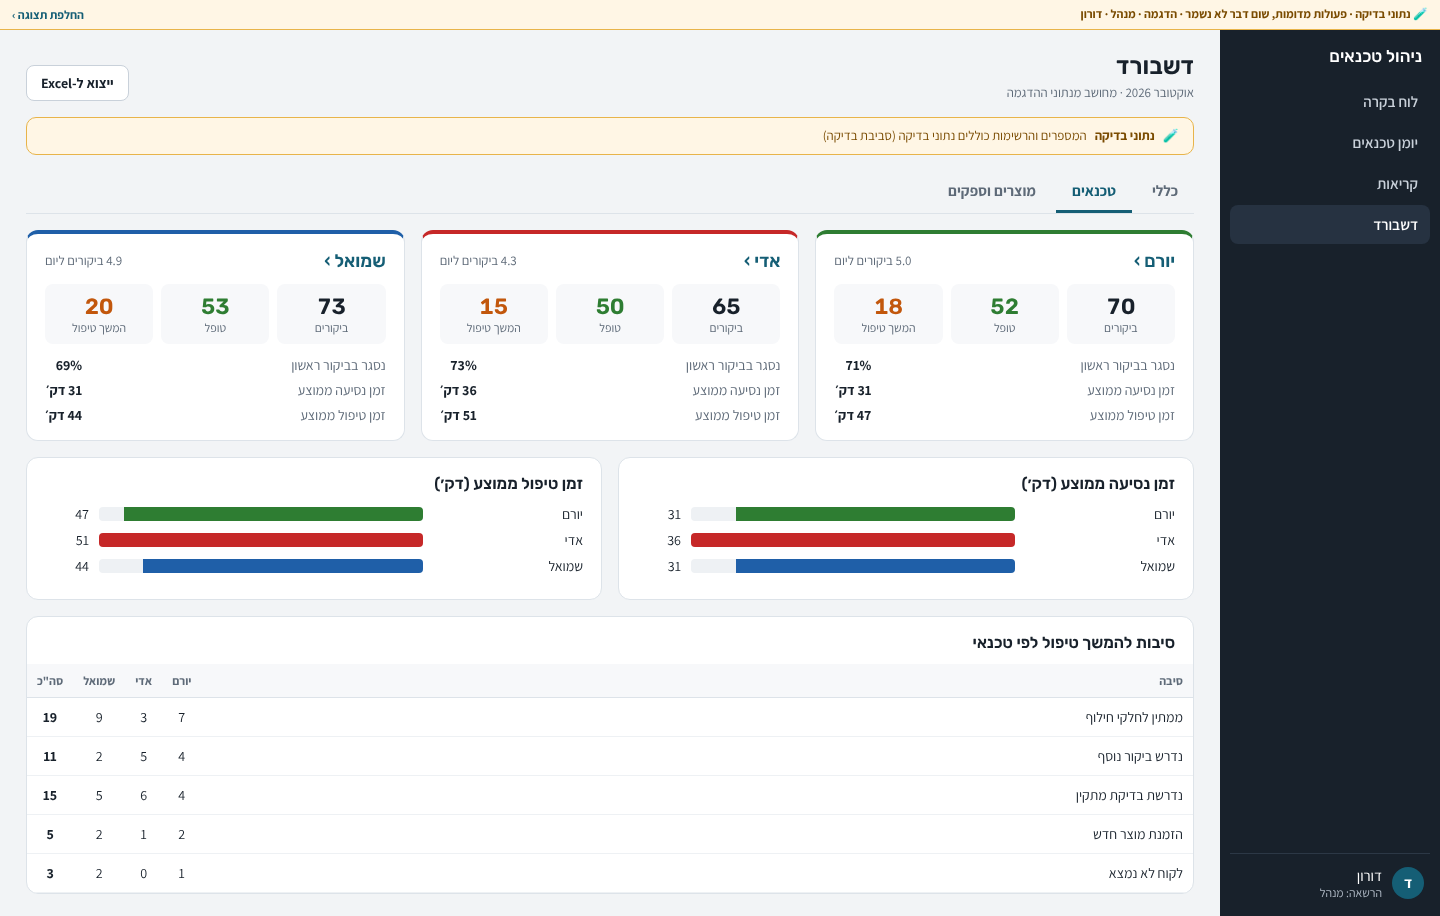 🧪 נתוני בדיקה · פעולות מדומות, שום דבר לא נשמר · הדגמה · מנהל · דורון
החלפת תצוגה ›
ניהול טכנאים
לוח בקרה
יומן טכנאים
קריאות
דשבורד
דשבורד
אוקטובר 2026 · מחושב מנתוני ההדגמה
ייצוא ל-Excel
🧪 נתוני בדיקה המספרים והרשימות כוללים נתוני בדיקה (סביבת בדיקה)
כללי טכנאים מוצרים וספקים
יורם ›
5.0 ביקורים ליום
70 52 18
ביקורים טופל המשך טיפול
נסגר בביקור ראשון 71%
זמן נסיעה ממוצע 31 דק׳
זמן טיפול ממוצע 47 דק׳
אדי ›
4.3 ביקורים ליום
65 50 15
ביקורים טופל המשך טיפול
נסגר בביקור ראשון 73%
זמן נסיעה ממוצע 36 דק׳
זמן טיפול ממוצע 51 דק׳
שמואל ›
4.9 ביקורים ליום
73 53 20
ביקורים טופל המשך טיפול
נסגר בביקור ראשון 69%
זמן נסיעה ממוצע 31 דק׳
זמן טיפול ממוצע 44 דק׳
זמן נסיעה ממוצע (דק׳)
יורם 31
אדי 36
שמואל 31
זמן טיפול ממוצע (דק׳)
יורם 47
אדי 51
שמואל 44
סיבות להמשך טיפול לפי טכנאי
סיבה יורם אדי שמואל סה"כ
ממתין לחלקי חילוף 7 3 9 19
נדרש ביקור נוסף 4 5 2 11
נדרשת בדיקת מתקין 4 6 5 15
הזמנת מוצר חדש 2 1 2 5
לקוח לא נמצא 1 0 2 3
ד
דורון
הרשאה: מנהל